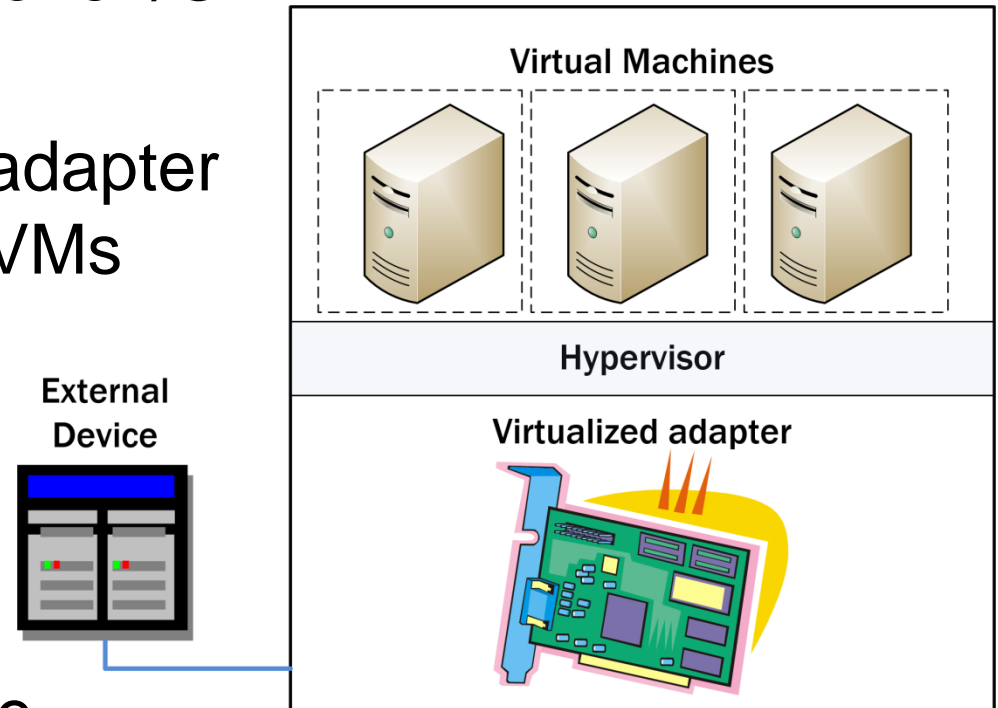 Virtual Machines
adapter
VMs
Hypervisor
External
Device
Virtualized adapter